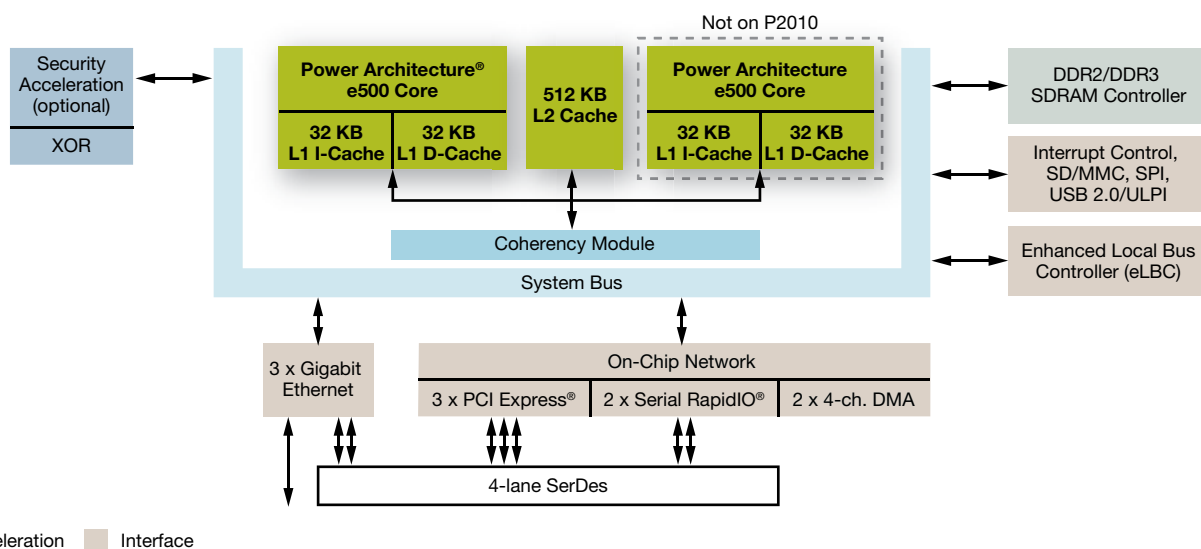 Not on P2010
Security
Acceleration
(optional)
XOR
Power Architecture®
e500 Core
32 KB
L1 I-Cache
32 KB
L1 D-Cache
512 KB
L2 Cache
Power Architecture
e500 Core
32 KB
L1 I-Cache
32 KB
L1 D-Cache
DDR2/DDR3
SDRAM Controller
Interrupt Control,
SD/MMC, SPI,
USB 2.0/ULPI
Enhanced Local Bus
Controller (eLBC)
Coherency Module
System Bus
3 x Gigabit
Ethernet
On-Chip Network
3 x PCI Express®
2 x Serial RapidIO®
2 x 4-ch. DMA
4-lane SerDes
eleration
Interface